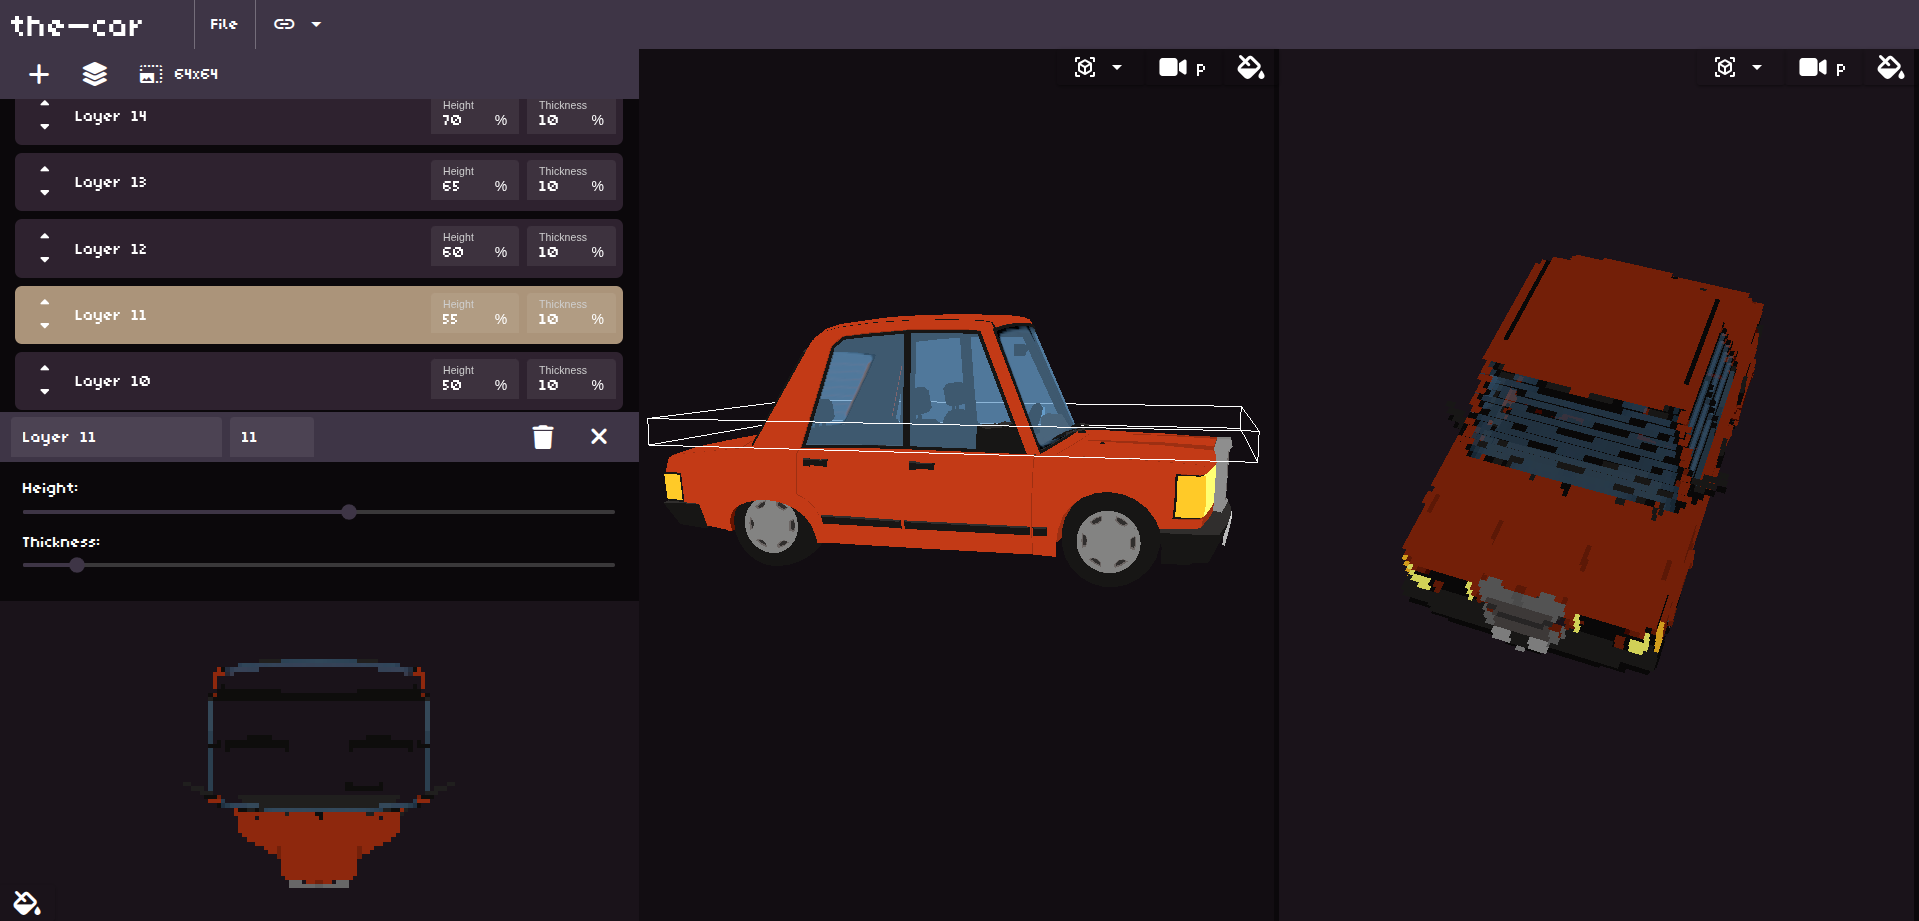 the-car File
64x64
p
p
Layer 14 Height 70 % Thickness 10 %
Layer 13 Height 65 % Thickness 10 %
Layer 12 Height 60 % Thickness 10 %
Layer 11 Height 55 % Thickness 10 %
Layer 10 Height 50 % Thickness 10 %
Layer 11 11
Height:
Thickness: